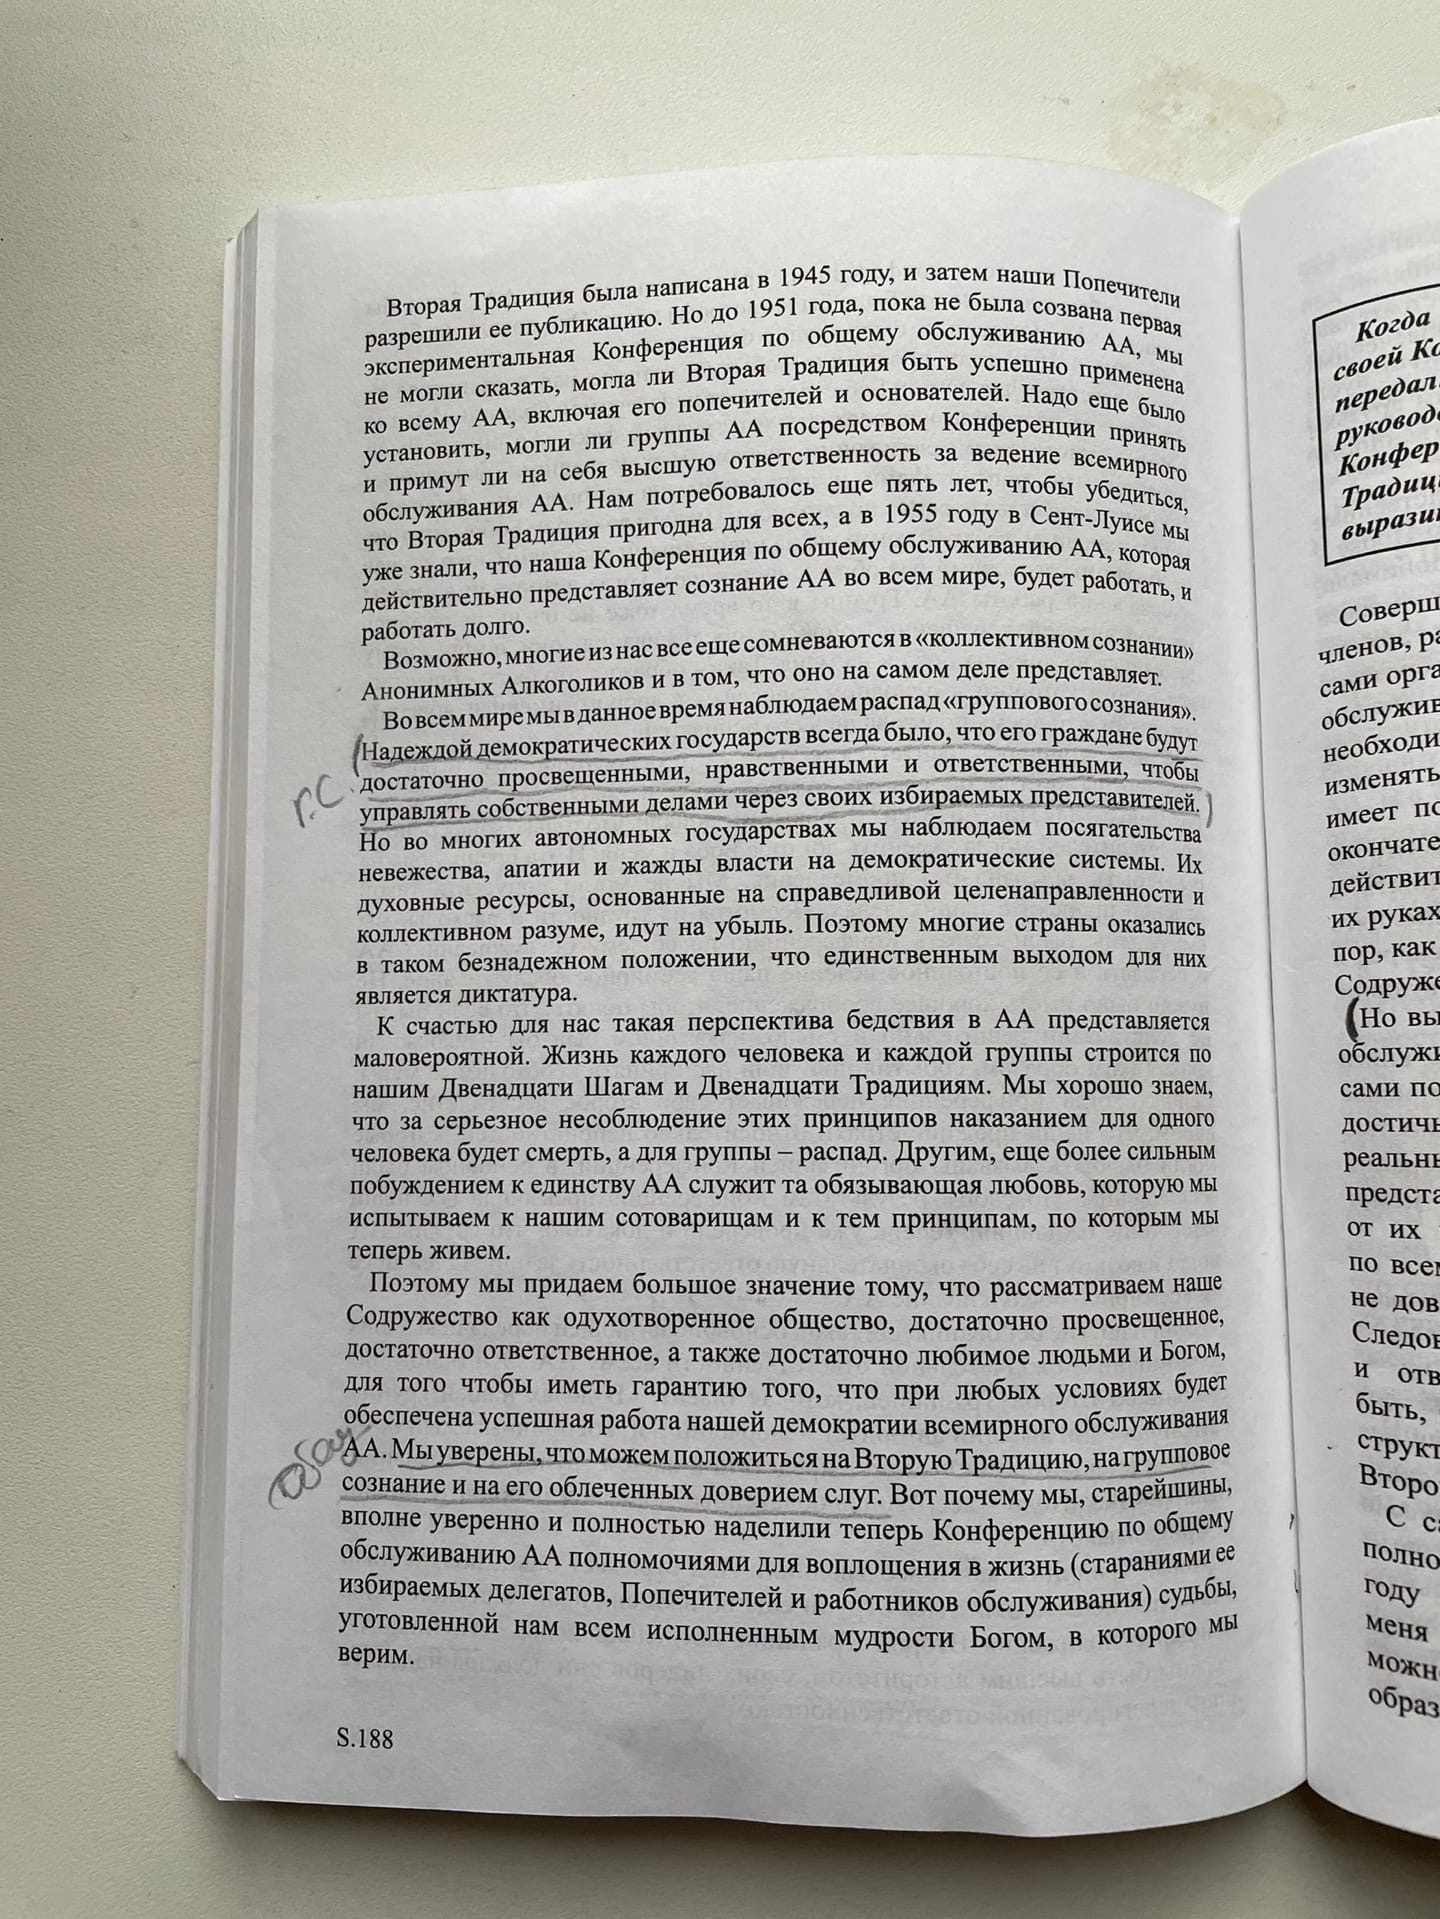 Вторая Традиция была написана в 1945 году, и затем наши Попечители
разрешили ее публикацию. Но до 1951 года, пока не была созвана первая
экспериментальная Конференция по общему обслуживанию АА, мы
не могли сказать, могла ли Вторая Традиция быть успешно применена
ко всему АА, включая его попечителей и основателей. Надо еще было
установить, могли ли группы АА посредством Конференции принять
и примут ли на себя высшую ответственность за ведение всемирного
обслуживания АА. Нам потребовалось еще пять лет, чтобы убедиться,
что Вторая Традиция пригодна для всех, а в 1955 году в Сент-Луисе мы
уже знали, что наша Конференция по общему обслуживанию АА, которая
действительно представляет сознание АА во всем мире, будет работать, и
работать долго.
Возможно, многие из нас все еще сомневаются в «коллективном сознании»
Анонимных Алкоголиков и в том, что оно на самом деле представляет.
Во всем мире мы в данное время наблюдаем распад «группового сознания».
Надеждой демократических государств всегда было, что его граждане будут
достаточно просвещенными, нравственными и ответственными, чтобы
г.с
управлять собственными делами через своих избираемых представителей.
Но во многих автономных государствах мы наблюдаем посягательства
невежества, апатии и жажды власти на демократические системы. Их
духовные ресурсы, основанные на справедливой целенаправленности и
коллективном разуме, идут на убыль. Поэтому многие страны оказались
в таком безнадежном положении, что единственным выходом для них
является диктатура.
К счастью для нас такая перспектива бедствия в АА представляется
маловероятной. Жизнь каждого человека и каждой группы строится по
нашим Двенадцати Шагам и Двенадцати Традициям. Мы хорошо знаем,
что за серьезное несоблюдение этих принципов наказанием для одного
человека будет смерть, а для группы – распад. Другим, еще более сильным
побуждением к единству АА служит та обязывающая любовь, которую мы
испытываем к нашим сотоварищам и к тем принципам, по которым мы
теперь живем.
Поэтому мы придаем большое значение тому, что рассматриваем наше
Содружество как одухотворенное общество, достаточно просвещенное,
достаточно ответственное, а также достаточно любимое людьми и Богом,
для того чтобы иметь гарантию того, что при любых условиях будет
обеспечена успешная работа нашей демократии всемирного обслуживания
АА. Мы уверены, что можем положиться на Вторую Традицию, на групповое
сознание и на его облеченных доверием слуг. Вот почему мы, старейшины,
вполне уверенно и полностью наделили теперь Конференцию по общему
обслуживанию АА полномочиями для воплощения в жизнь (стараниями ее
избираемых делегатов, Попечителей и работников обслуживания) судьбы,
уготовленной нам всем исполненным мудрости Богом, в которого мы
верим.
S.188
Когда
своей
руковод
Конфер
Традиц
вырази
Соверш
членов,
сами орга
обслужив
необходи
изменять
имеет по
окончате
действит
их руках
пор, как
Содруже
(Но вы
обслужи
сами по
достичь
реальны
предста
от их
по всем
не дов
Следов
и отв
быть,
структ
Второ
С
полно
году
меня
можн
образ